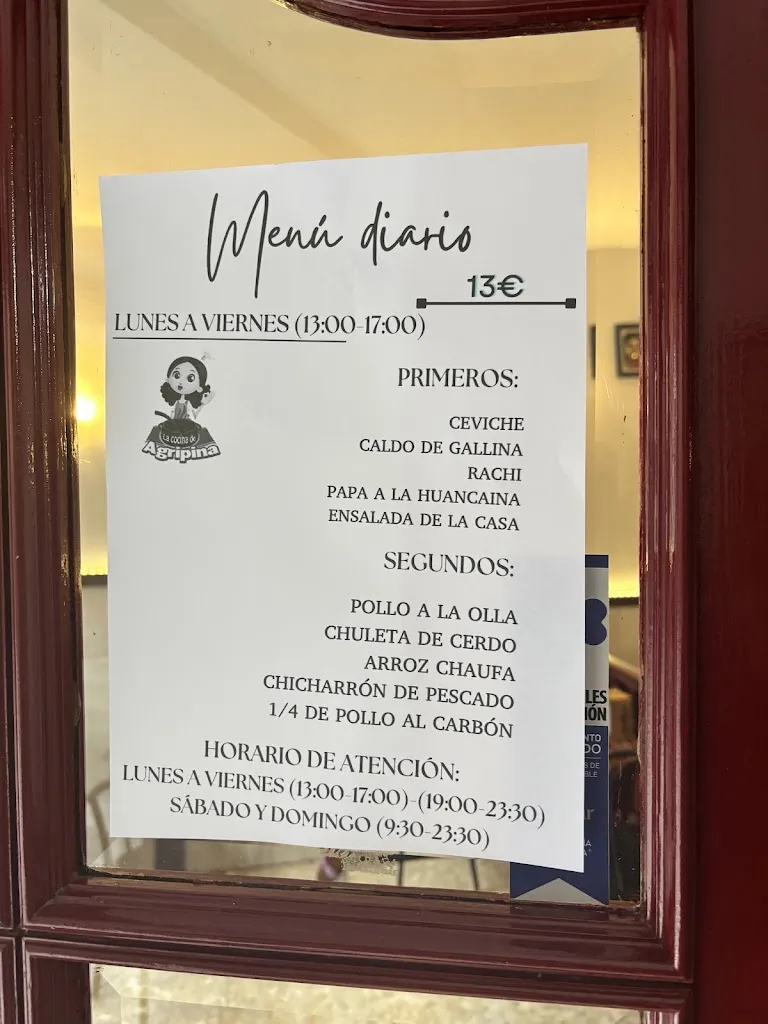 Menú diario
13€
LUNES A VIERNES (13:00-17:00)
La cocina de
Agripina
PRIMEROS:
CEVICHE
CALDO DE GALLINA
RACHI
PAPA A LA HUANCAINA
ENSALADA DE LA CASA
SEGUNDOS:
POLLO A LA OLLA
CHULETA DE CERDO
ARROZ CHAUFA
CHICHARRÓN DE PESCADO
1/4 DE POLLO AL CARBÓN
HORARIO DE ATENCIÓN:
LUNES A VIERNES (13:00-17:00)-(19:00-23:30)
SÁBADO Y DOMINGO (9:30-23:30)